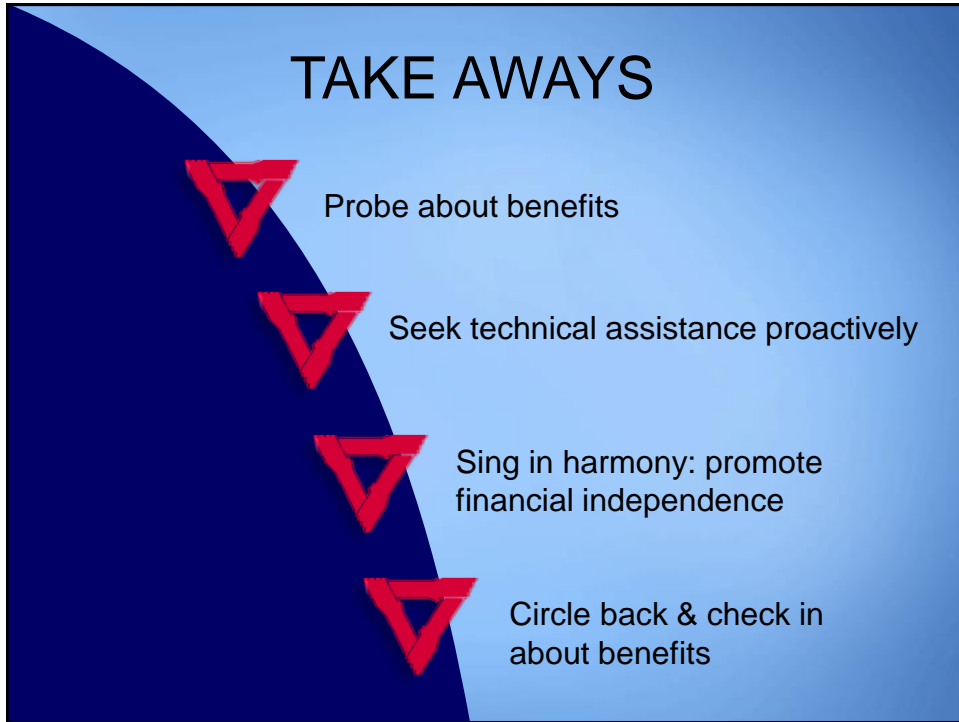 TAKE AWAYS
Probe about benefits
Seek technical assistance proactively
Sing in harmony: promote
financial independence
Circle back & check in
about benefits